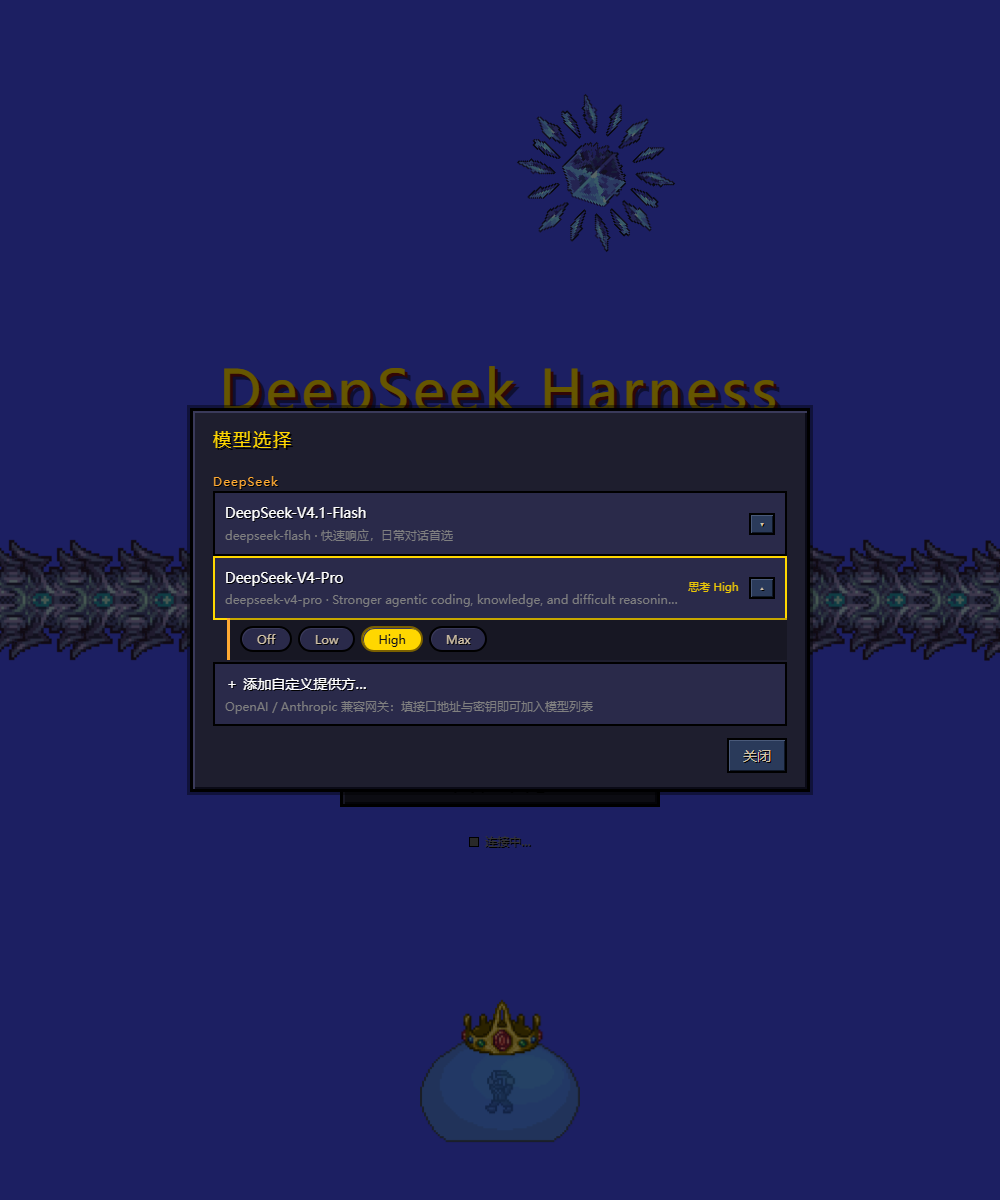 DeepSeek Harness
模型选择
DeepSeek
DeepSeek-V4.1-Flash
deepseek-flash · 快速响应，日常对话首选
DeepSeek-V4-Pro
deepseek-v4-pro · Stronger agentic coding, knowledge, and difficult reasonin...
思考 High
Off Low High Max
+ 添加自定义提供方...
OpenAI / Anthropic 兼容网关：填接口地址与密钥即可加入模型列表
关闭
连接中...